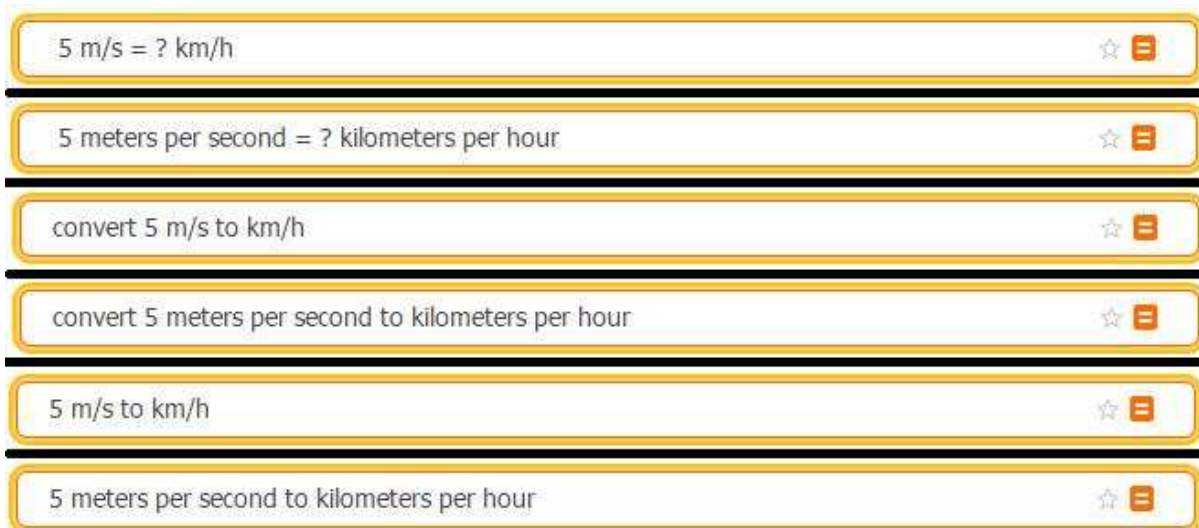 5 m/s = ? km/h
5 meters per second = ? kilometers per hour
convert 5 m/s to km/h
convert 5 meters per second to kilometers per hour
5 m/s to km/h
5 meters per second to kilometers per hour